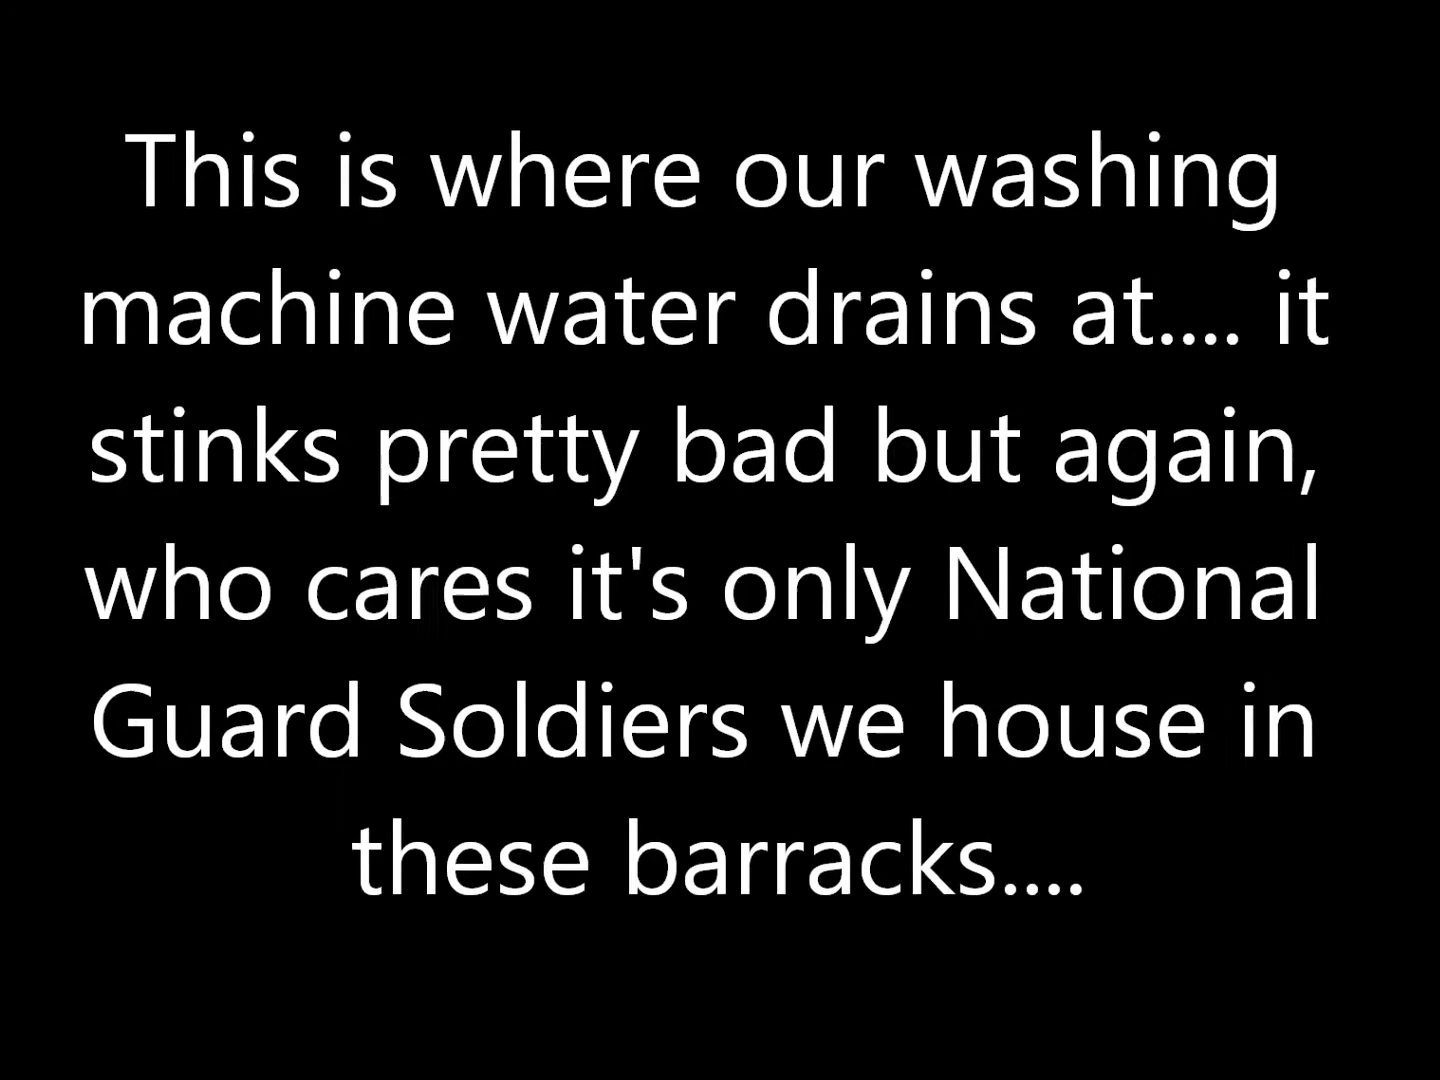 This is where our washing
machine water drains at.... it
stinks pretty bad but again,
who cares it's only National
Guard Soldiers we house in
these barracks....